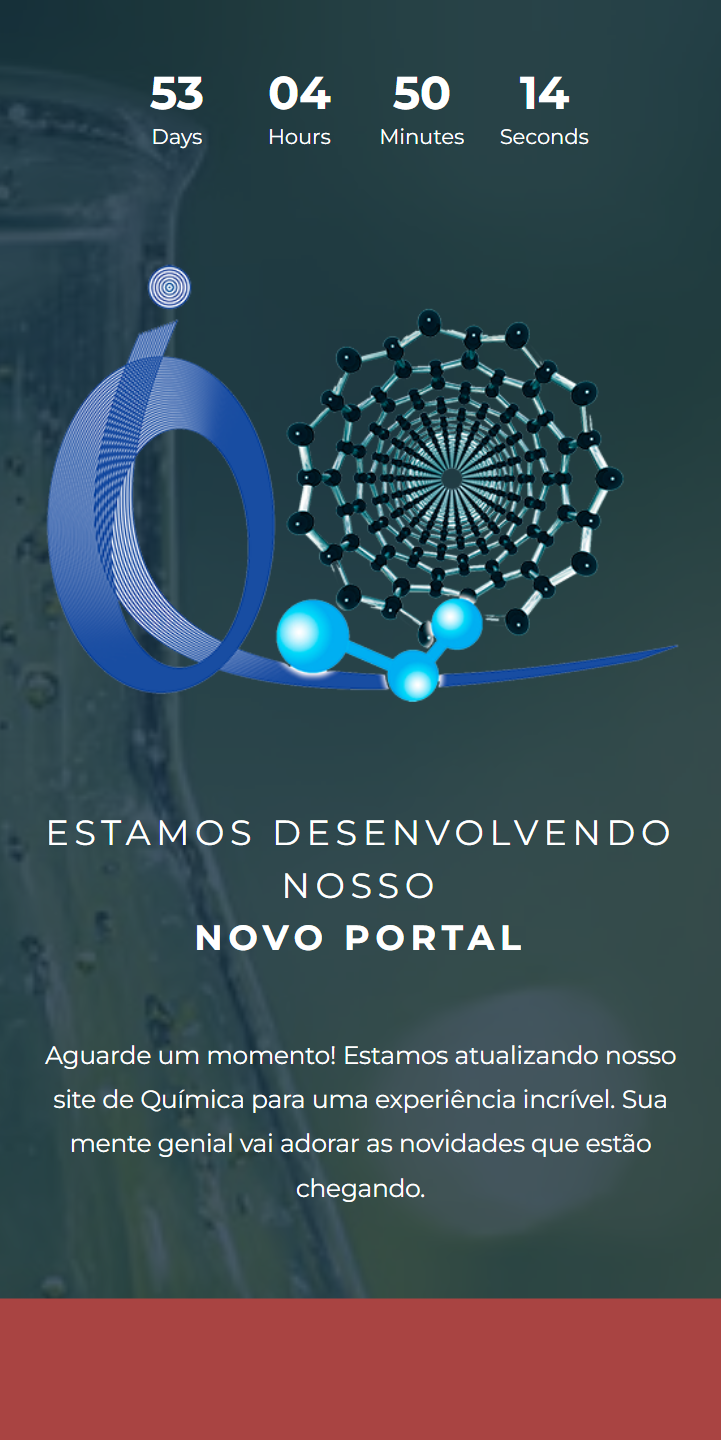 53 04 50 14
Days Hours Minutes Seconds
ESTAMOS DESENVOLVENDO
NOSSO
NOVO PORTAL
Aguarde um momento! Estamos atualizando nosso
site de Química para uma experiência incrível. Sua
mente genial vai adorar as novidades que estão
chegando.